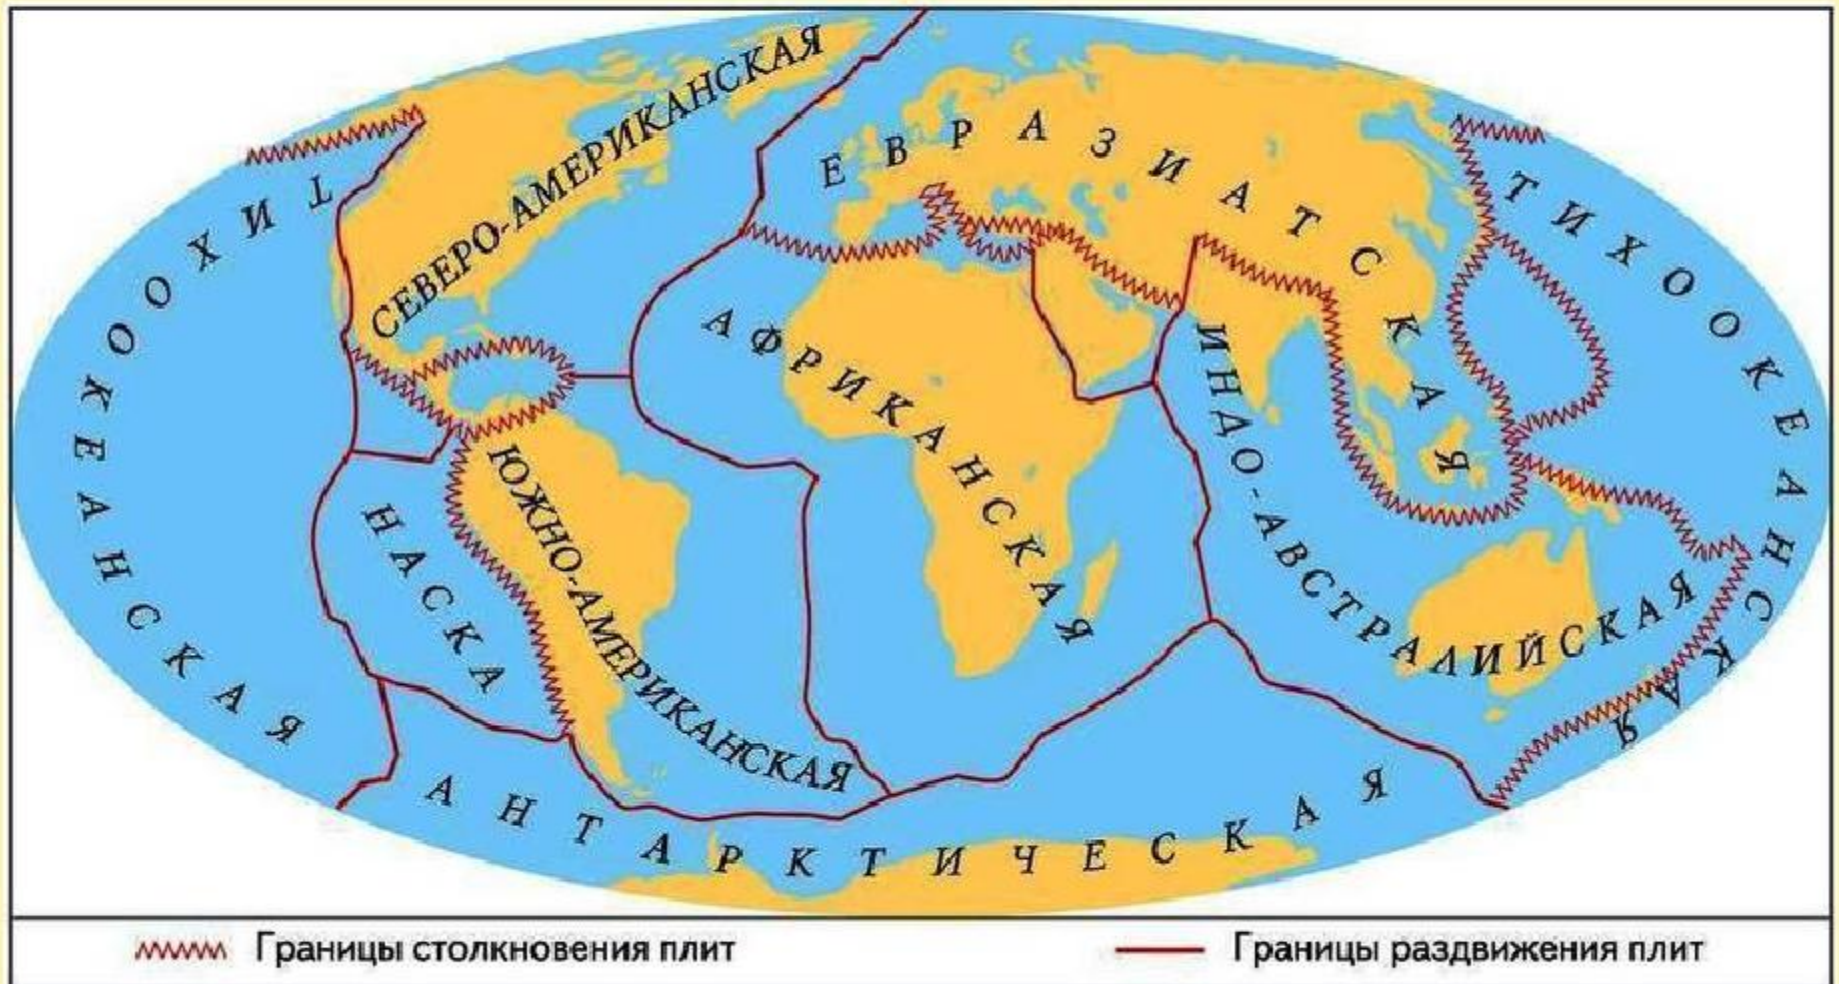 СЕВЕРО-АМЕРИКАНСКАЯ
ЕВРАЗИАТСКАЯ
ТИХООКЕАНСКАЯ
ТИХООКЕАНСКАЯ
АФРИКАНСКАЯ
ИНДО-АВСТРАЛИЙСКАЯ
НАСКА
ЮЖНО-АМЕРИКАНСКАЯ
АНТАРКТИЧЕСКАЯ
Границы столкновения плит
Границы раздвижения плит